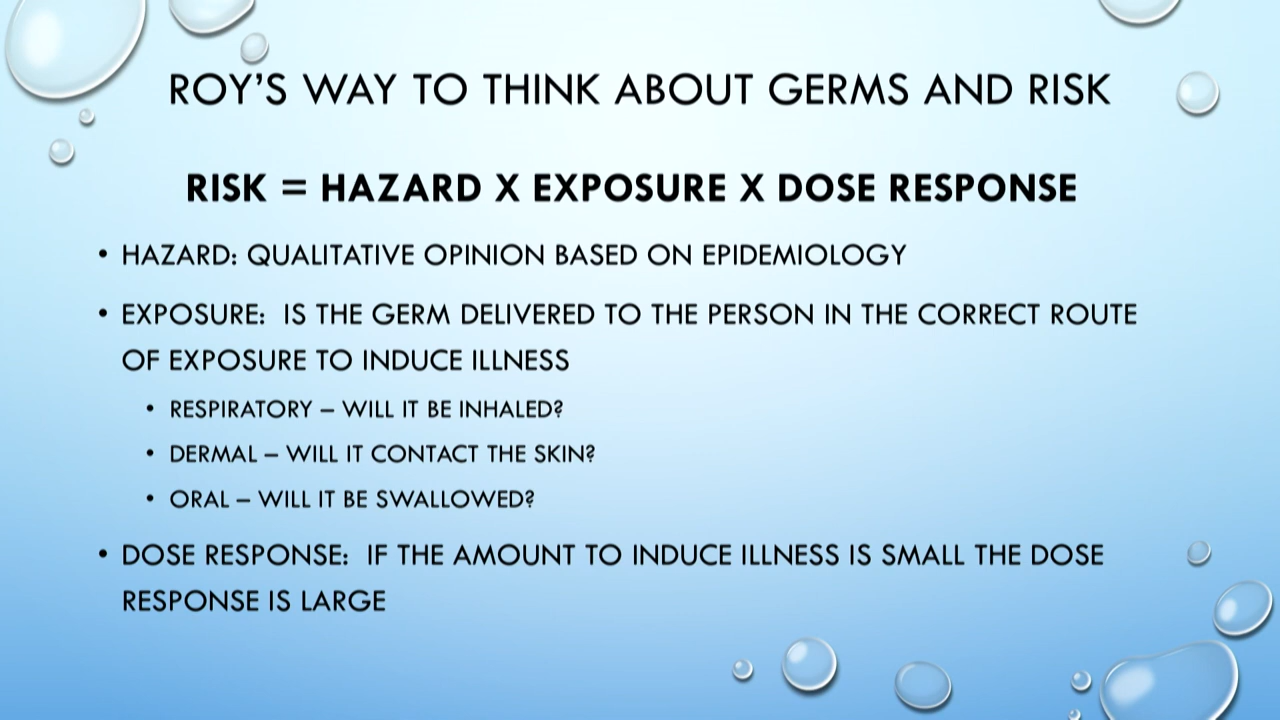 ROY'S WAY TO THINK ABOUT GERMS AND RISK
RISK = HAZARD X EXPOSURE X DOSE RESPONSE
• HAZARD: QUALITATIVE OPINION BASED ON EPIDEMIOLOGY
• EXPOSURE: IS THE GERM DELIVERED TO THE PERSON IN THE CORRECT ROUTE
OF EXPOSURE TO INDUCE ILLNESS
• RESPIRATORY – WILL IT BE INHALED?
• DERMAL – WILL IT CONTACT THE SKIN?
• ORAL – WILL IT BE SWALLOWED?
• DOSE RESPONSE: IF THE AMOUNT TO INDUCE ILLNESS IS SMALL THE DOSE
RESPONSE IS LARGE